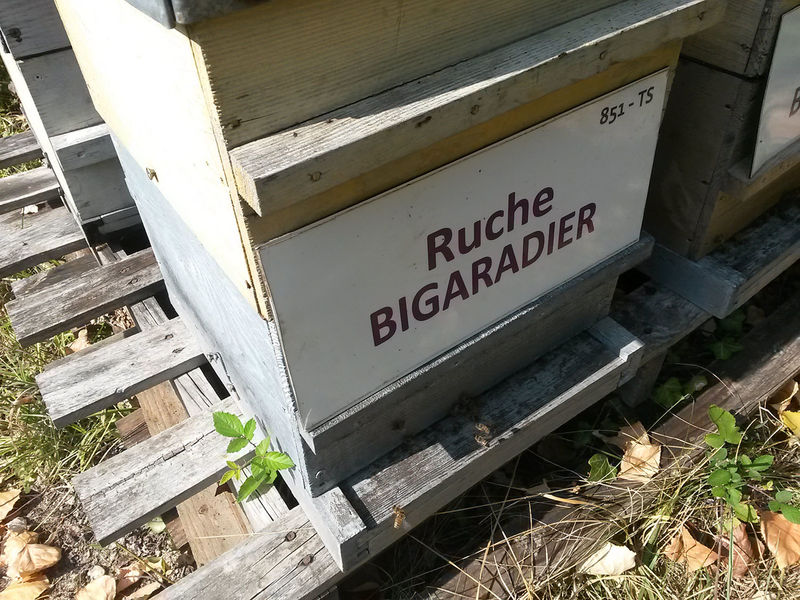 851 - TS
Ruche
BIGARADIER